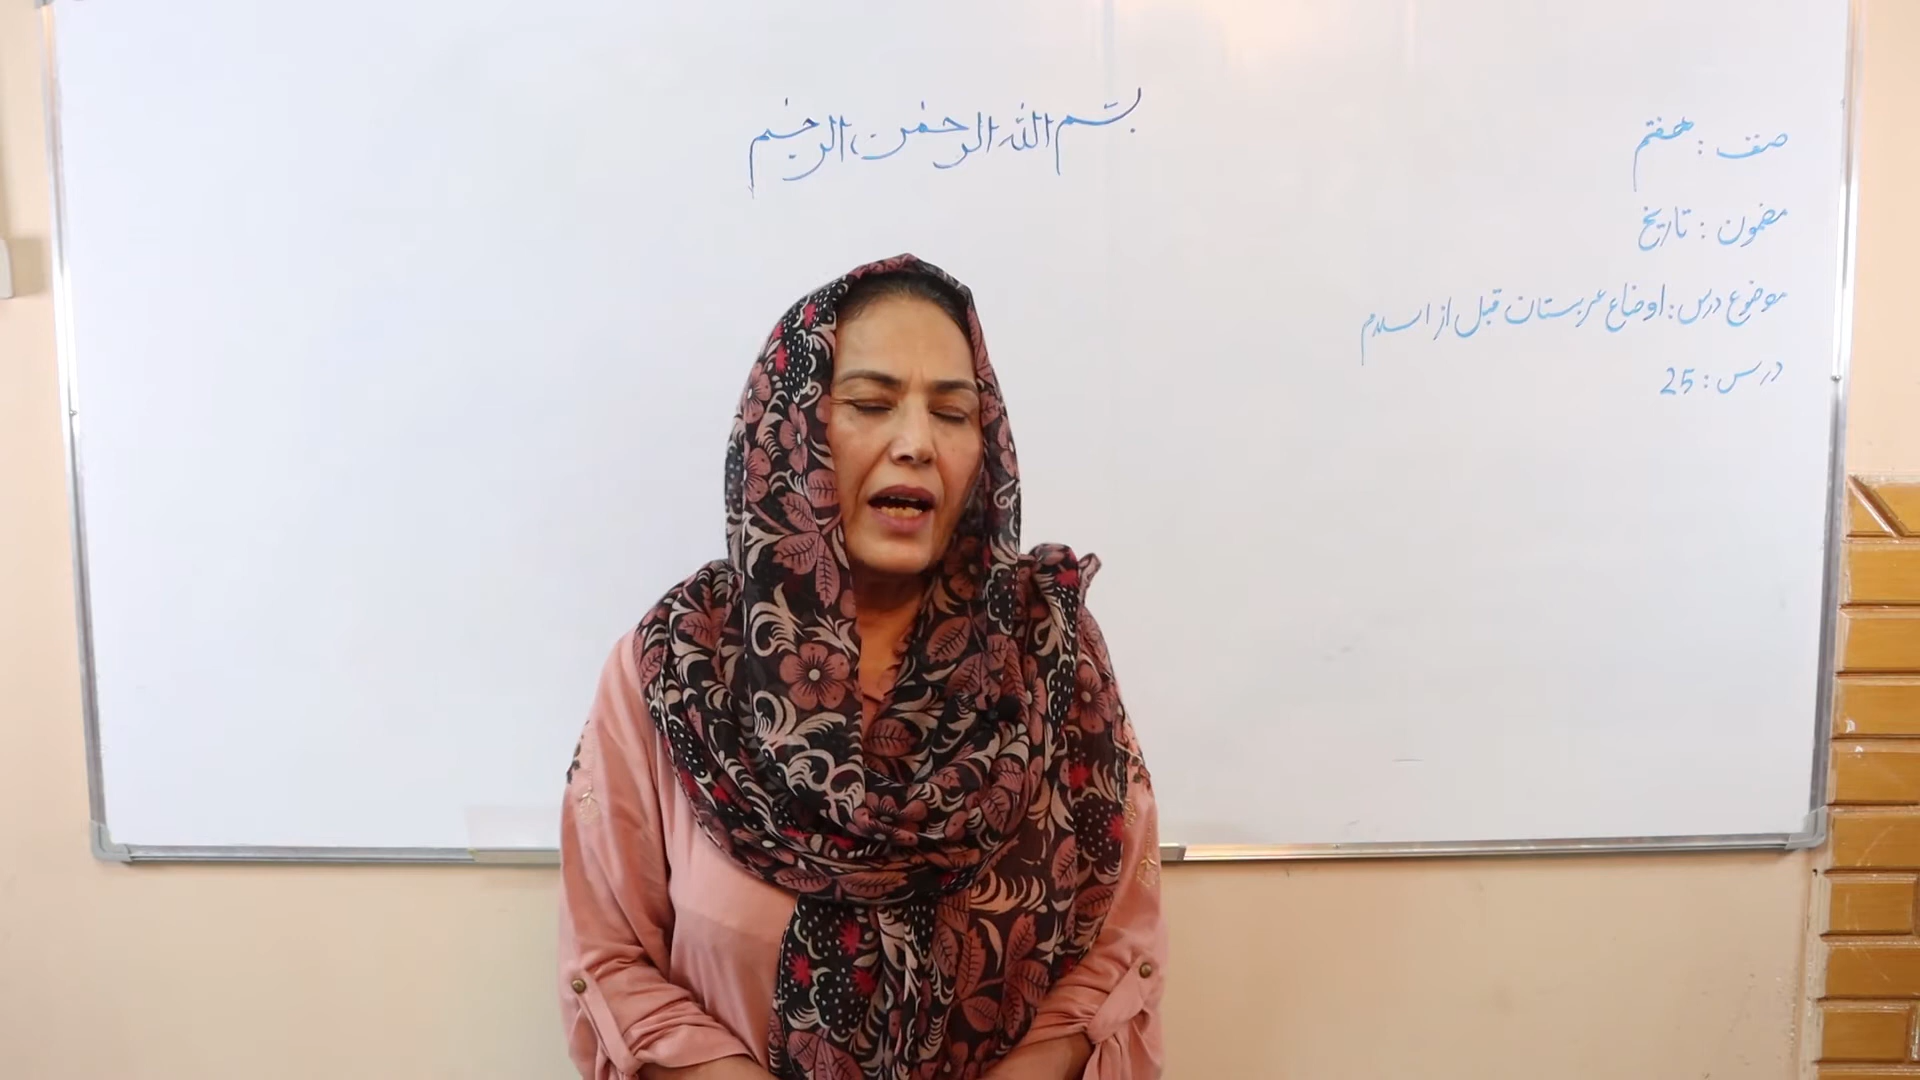 بسم الله الرحمن الرحیم
صنف : هفتم
مضمون : تاریخ
موضوع درس : اوضاع عربستان قبل از اسلام
درس : 25